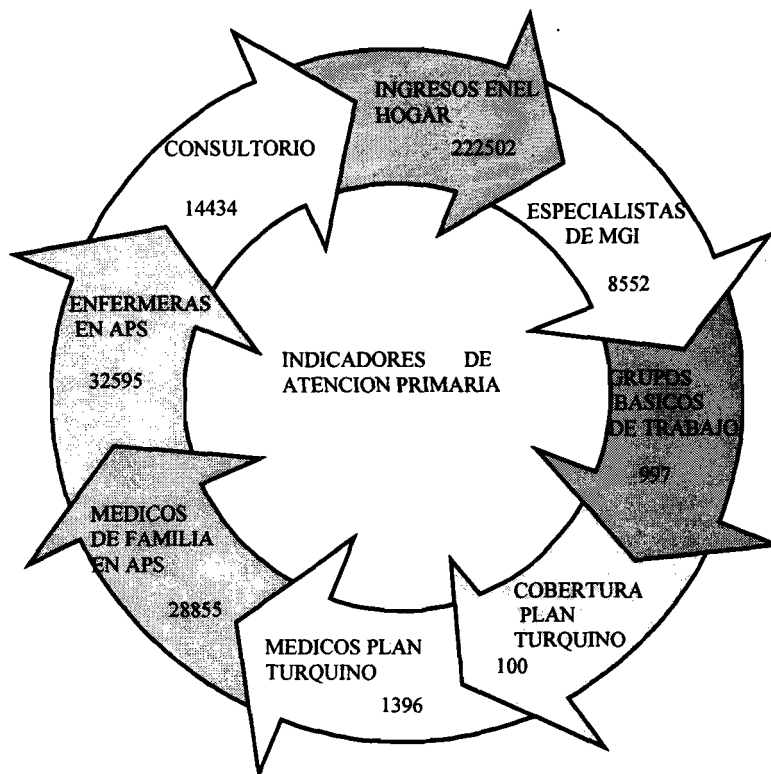 INGRESOS ENEL
HOGAR
222502
ESPECIALISTAS
DE MGI
8552
GRUPOS
BASICOS
DE TRABAJO
997
COBERTURA
PLAN
TURQUINO
100
MEDICOS PLAN
TURQUINO
1396
MEDICOS
DE FAMILIA
EN APS
28855
ENFERMERAS
EN APS
32595
CONSULTORIO
14434
INDICADORES DE
ATENCION PRIMARIA